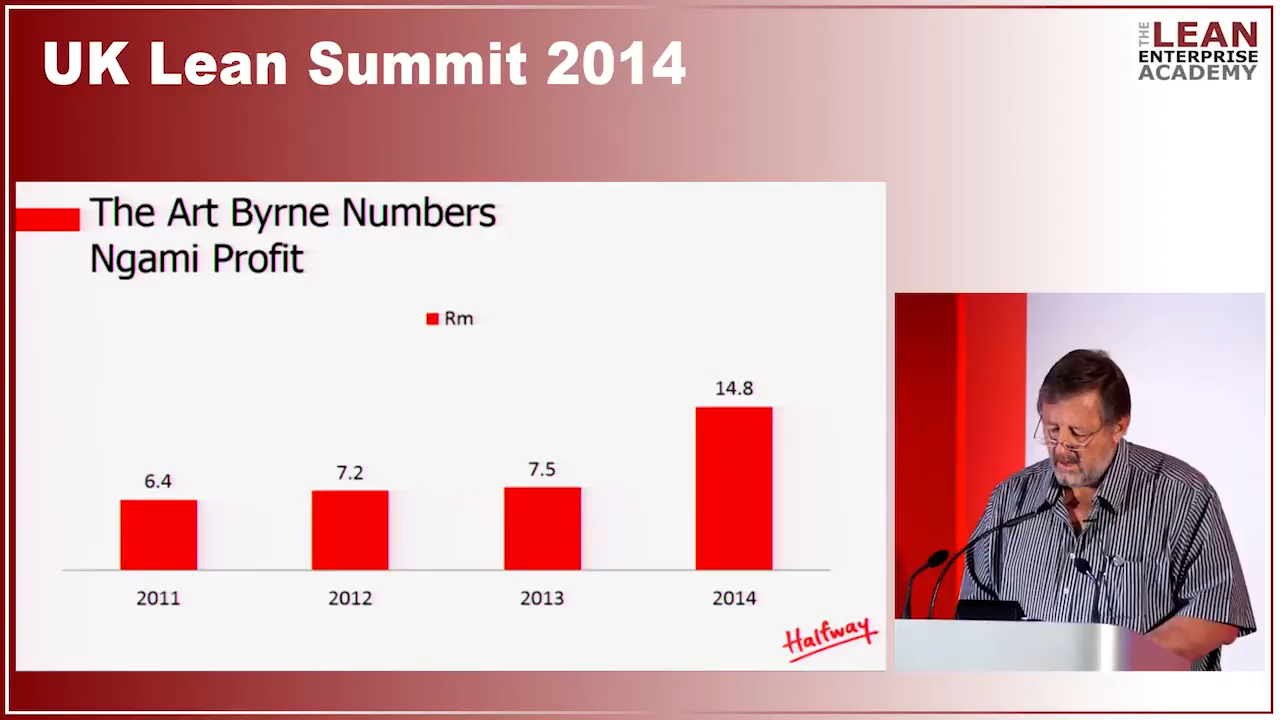 UK Lean Summit 2014
THE LEAN
ENTERPRISE
ACADEMY
The Art Byrne Numbers
Ngami Profit
Rm
14.8
7.5
7.2
6.4
2011 2012 2013 2014
Halfway